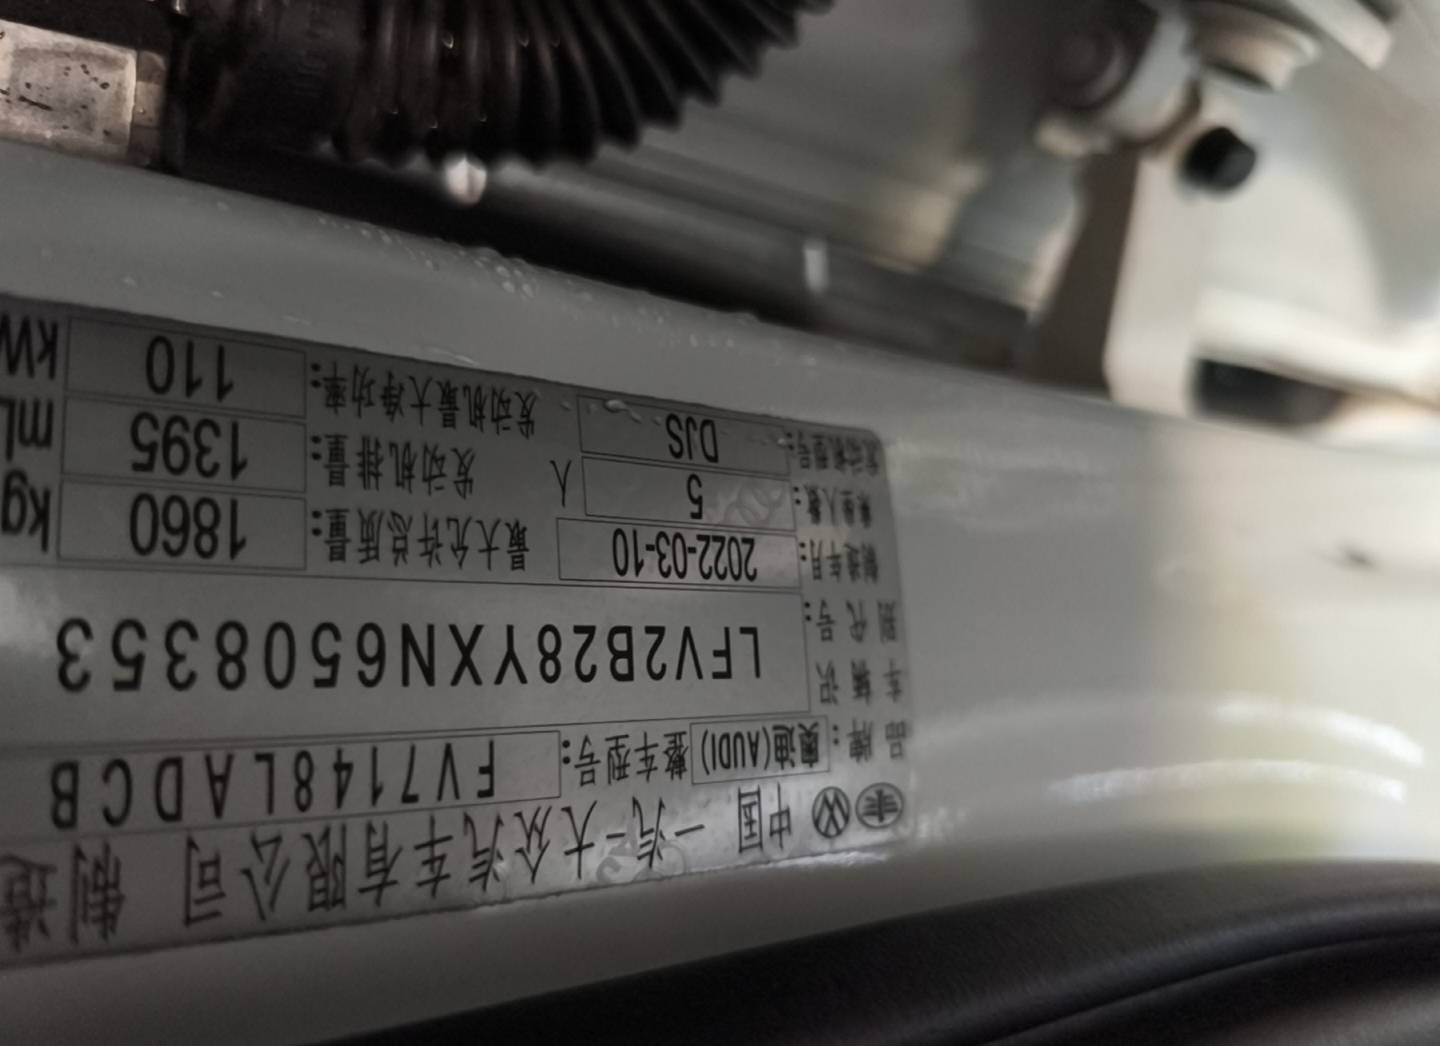 中国 一汽-大众汽车有限公司 制造
品牌: 奥迪(AUDI) 整车型号: FV7148LADCB
车辆识别代号: LFV2B28YXN6508353
制造年月: 2022-03-10 最大允许总质量: 1860 kg
乘坐人数: 5 人 发动机排量: 1395 mL
发动机型号: DJS 发动机最大净功率: 110 kW